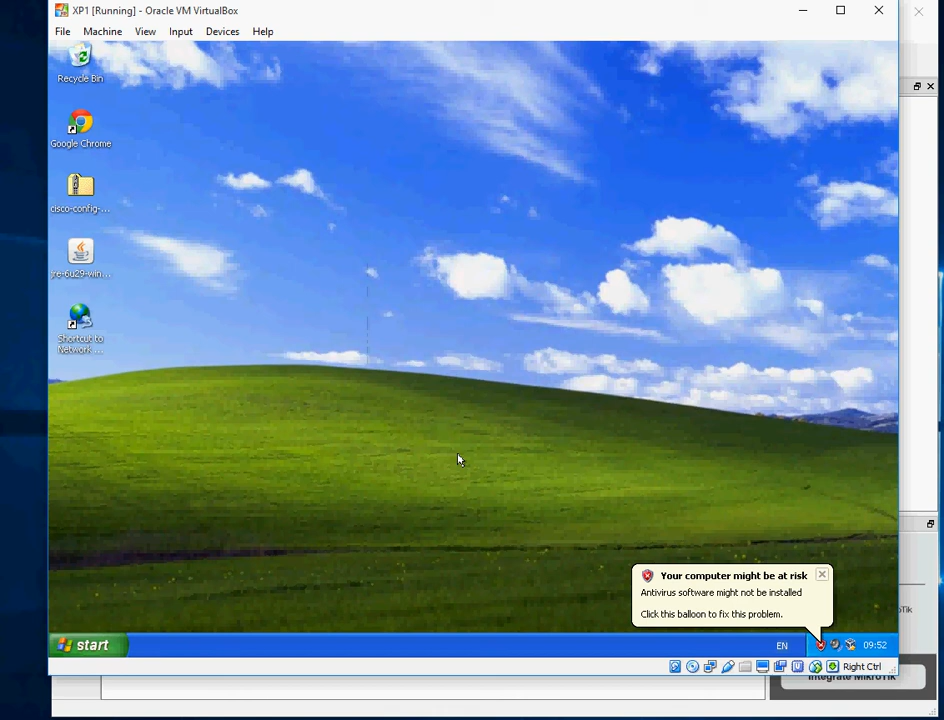 XP1 [Running] - Oracle VM VirtualBox
File Machine View Input Devices Help
Recycle Bin
Google Chrome
cisco-config-...
jre-6u29-win...
Shortcut to
Network ...
Your computer might be at risk
Antivirus software might not be installed
Click this balloon to fix this problem.
start
EN
09:52
Right Ctrl
Integrate MikroTik